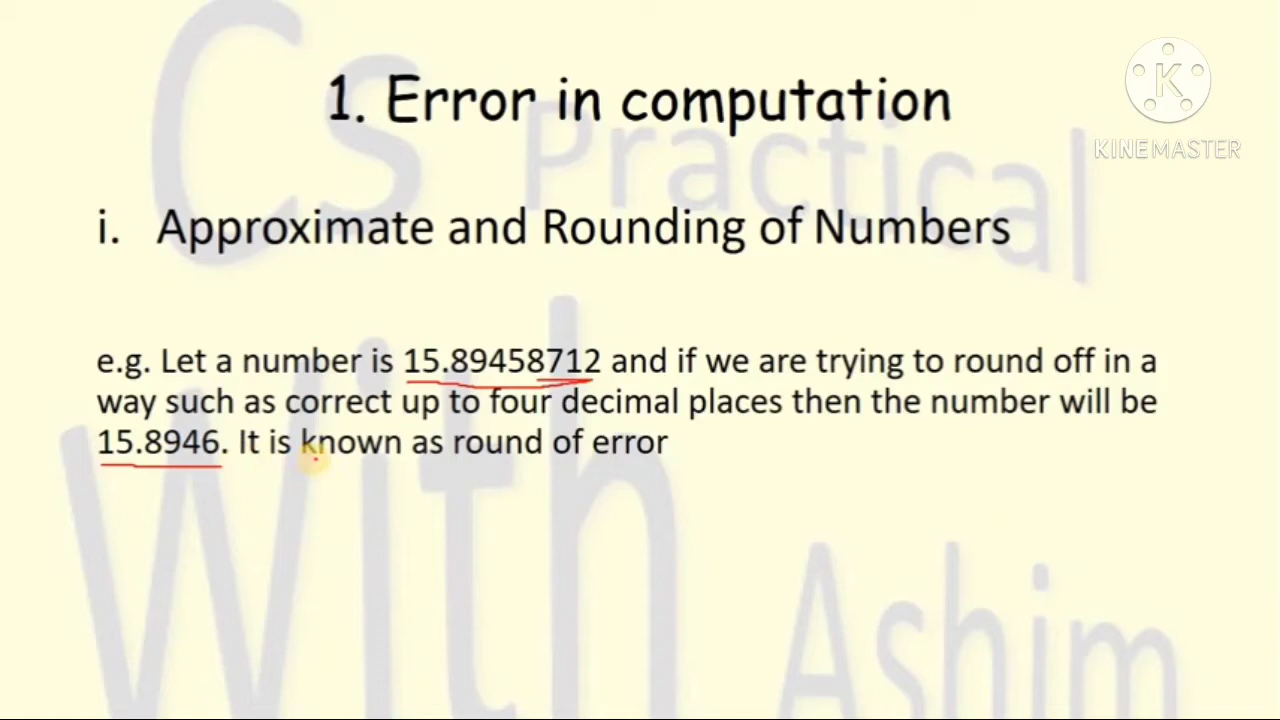 1. Error in computation
K
KINEMASTER
i. Approximate and Rounding of Numbers
e.g. Let a number is 15.89458712 and if we are trying to round off in a
way such as correct up to four decimal places then the number will be
15.8946. It is known as round of error
Cs Practical
With Ashim